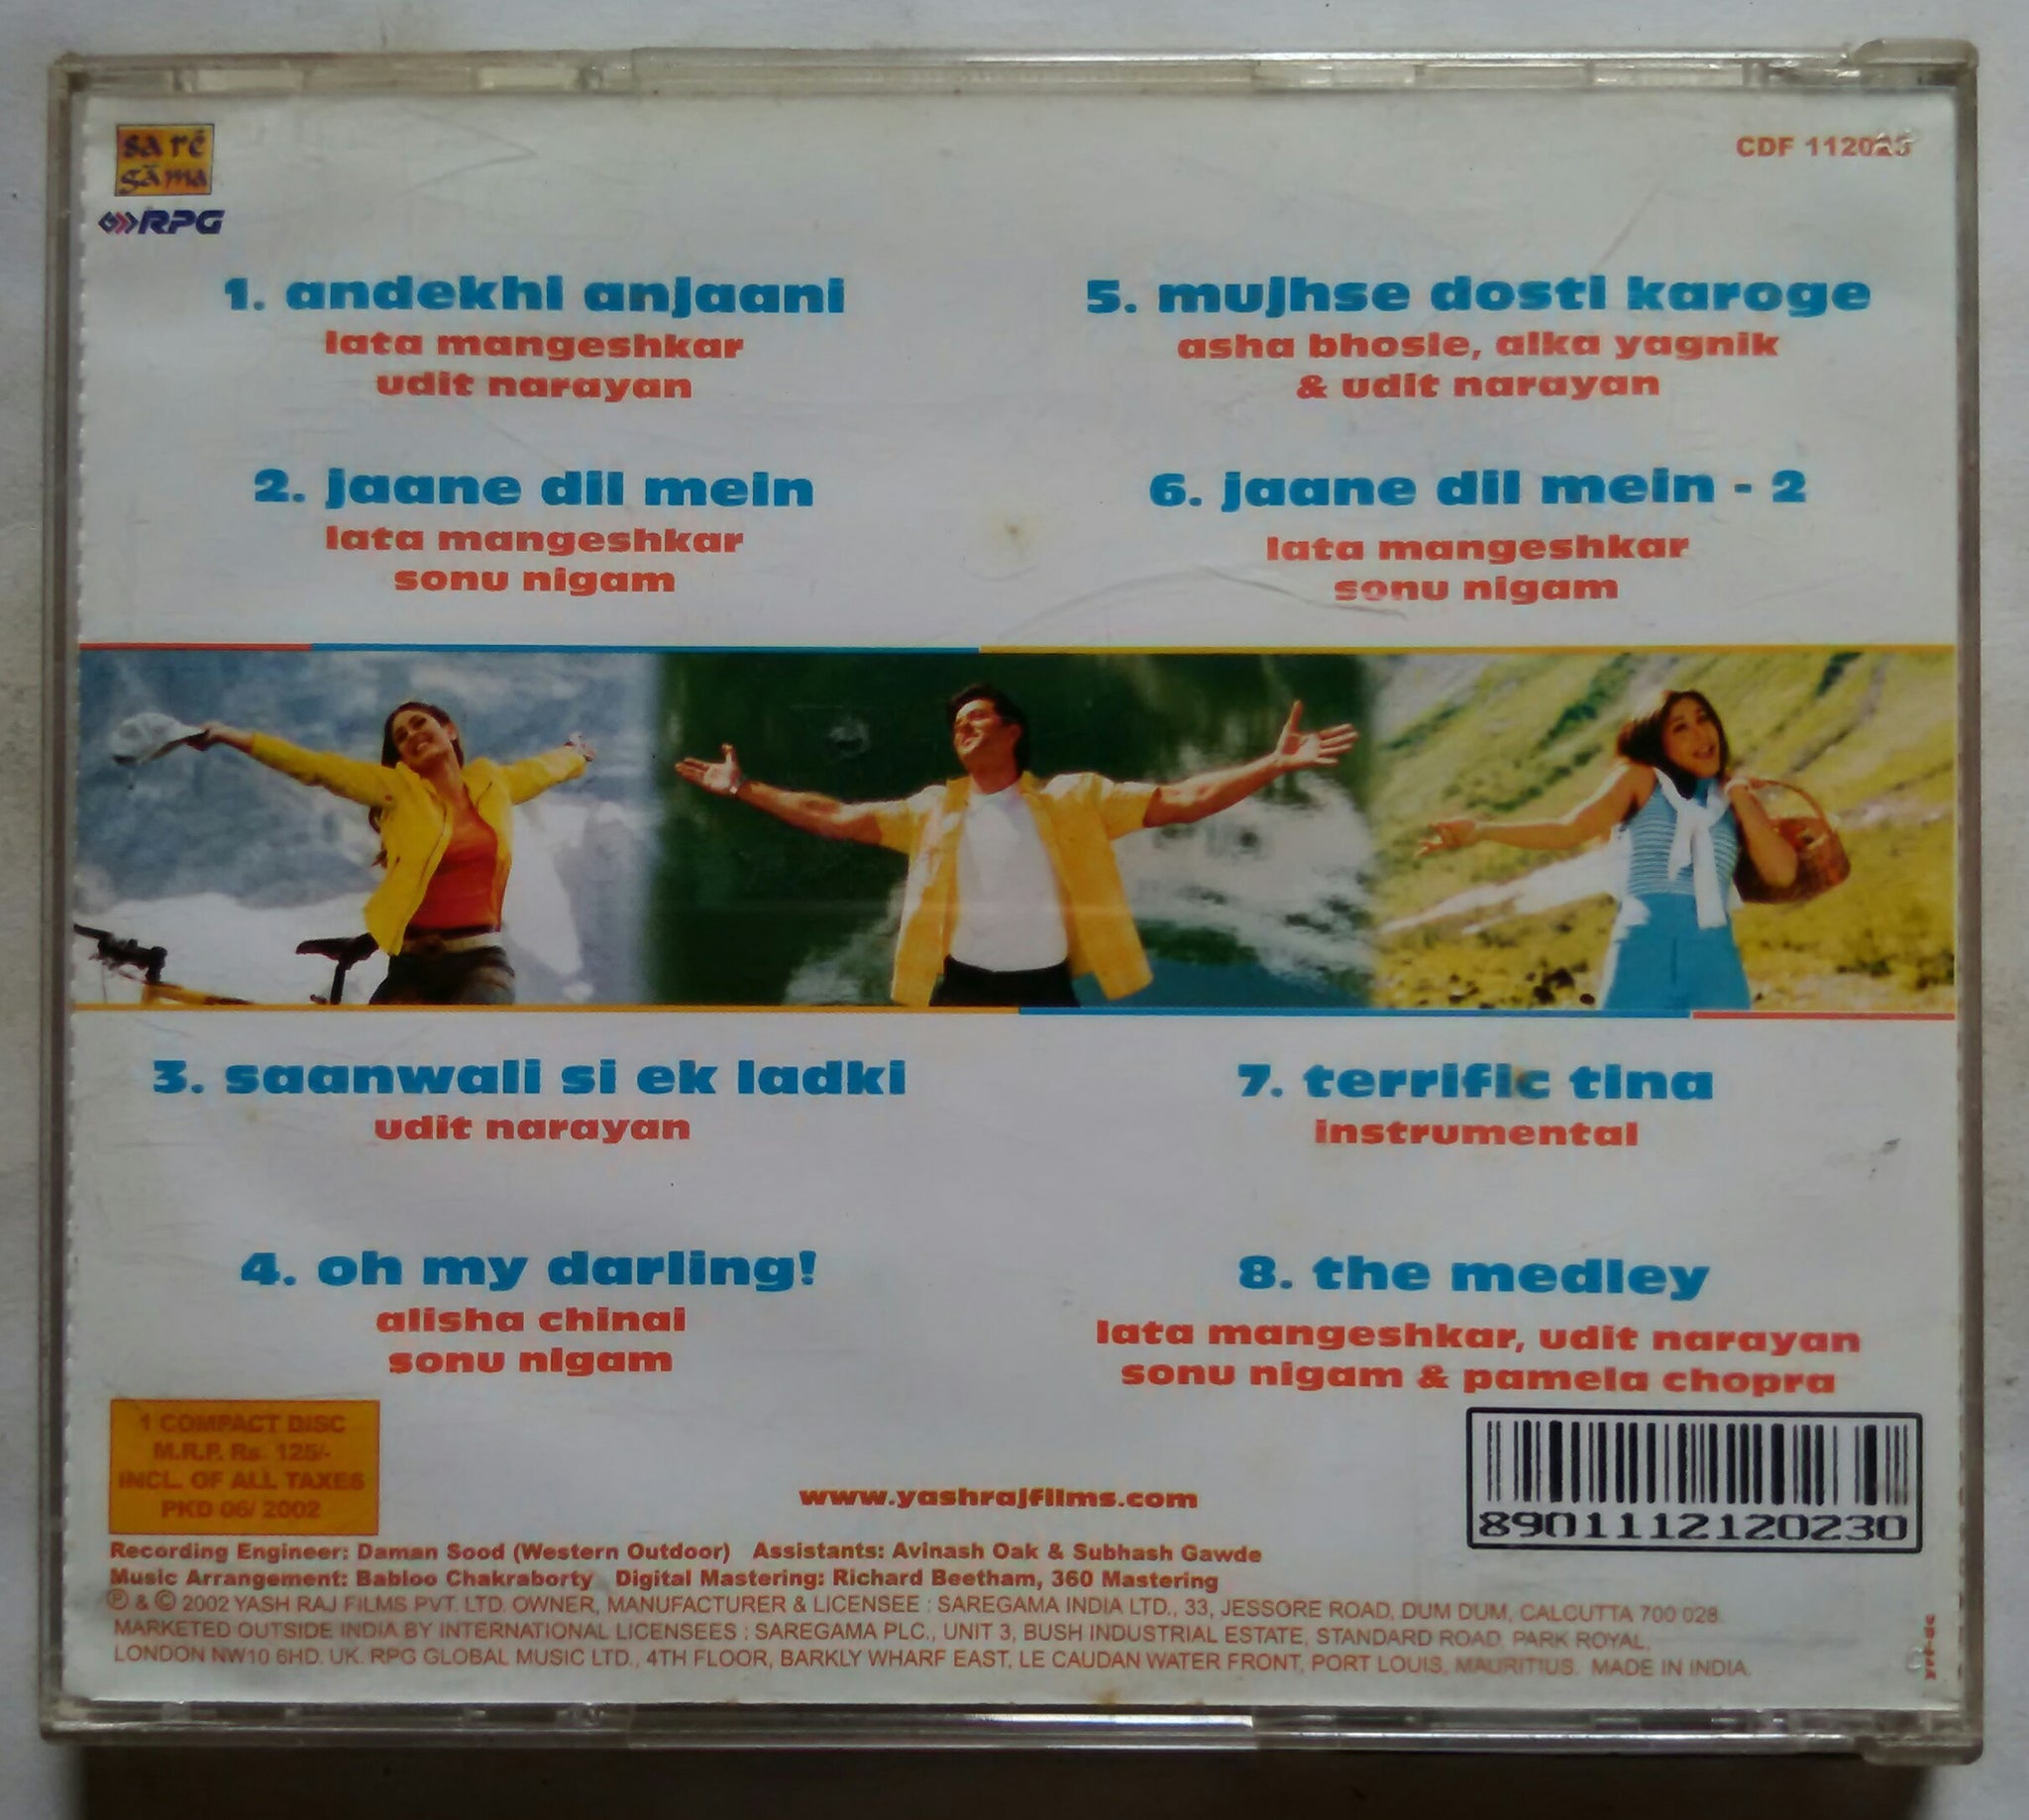 sa rē
gāma
RPG
CDF 112023
1. andekhi anjaani
lata mangeshkar
udit narayan
2. jaane dil mein
lata mangeshkar
sonu nigam
5. mujhse dosti karoge
asha bhosle, alka yagnik
& udit narayan
6. jaane dil mein - 2
lata mangeshkar
sonu nigam
3. saanwali si ek ladki
udit narayan
4. oh my darling!
alisha chinai
sonu nigam
7. terrific tina
instrumental
8. the medley
lata mangeshkar, udit narayan
sonu nigam & pamela chopra
1 COMPACT DISC
M.R.P. Rs. 125/-
INCL. OF ALL TAXES
PKD 06/ 2002
www.yashrajfilms.com
8901112120230
Recording Engineer: Daman Sood (Western Outdoor) Assistants: Avinash Oak & Subhash Gawde
Music Arrangement: Babloo Chakraborty Digital Mastering: Richard Beetham, 360 Mastering
℗ & © 2002 YASH RAJ FILMS PVT. LTD. OWNER, MANUFACTURER & LICENSEE : SAREGAMA INDIA LTD., 33, JESSORE ROAD, DUM DUM, CALCUTTA 700 028.
MARKETED OUTSIDE INDIA BY INTERNATIONAL LICENSEES : SAREGAMA PLC., UNIT 3, BUSH INDUSTRIAL ESTATE, STANDARD ROAD, PARK ROYAL,
LONDON NW10 6HD. UK. RPG GLOBAL MUSIC LTD., 4TH FLOOR, BARKLY WHARF EAST, LE CAUDAN WATER FRONT, PORT LOUIS, MAURITIUS. MADE IN INDIA.